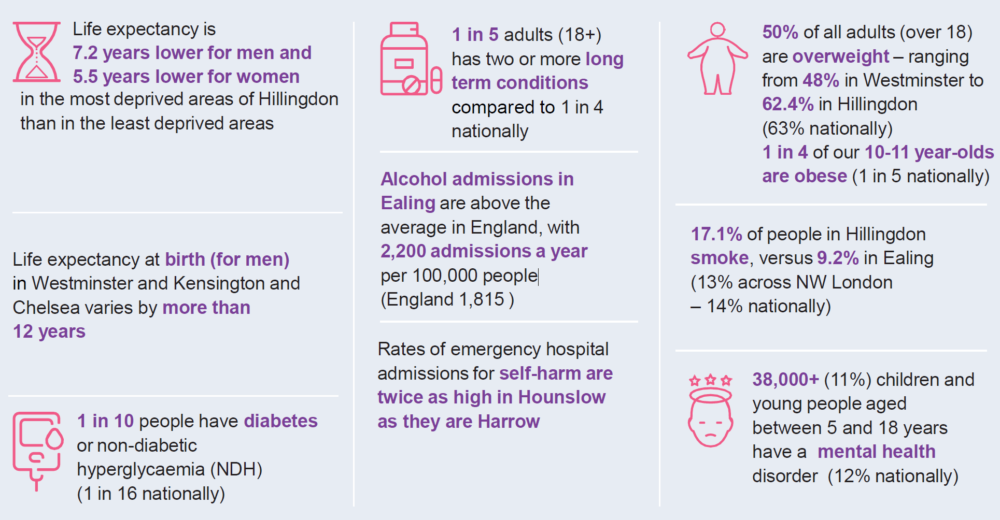 Life expectancy is
7.2 years lower for men and
5.5 years lower for women
in the most deprived areas of Hillingdon
than in the least deprived areas
Life expectancy at birth (for men)
in Westminster and Kensington and
Chelsea varies by more than
12 years
1 in 10 people have diabetes
or non-diabetic
hyperglycaemia (NDH)
(1 in 16 nationally)
1 in 5 adults (18+)
has two or more long
term conditions
compared to 1 in 4
nationally
Alcohol admissions in
Ealing are above the
average in England, with
2,200 admissions a year
per 100,000 people
(England 1,815 )
Rates of emergency hospital
admissions for self-harm are
twice as high in Hounslow
as they are Harrow
50% of all adults (over 18)
are overweight – ranging
from 48% in Westminster to
62.4% in Hillingdon
(63% nationally)
1 in 4 of our 10-11 year-olds
are obese (1 in 5 nationally)
17.1% of people in Hillingdon
smoke, versus 9.2% in Ealing
(13% across NW London
– 14% nationally)
38,000+ (11%) children and
young people aged
between 5 and 18 years
have a  mental health
disorder  (12% nationally)